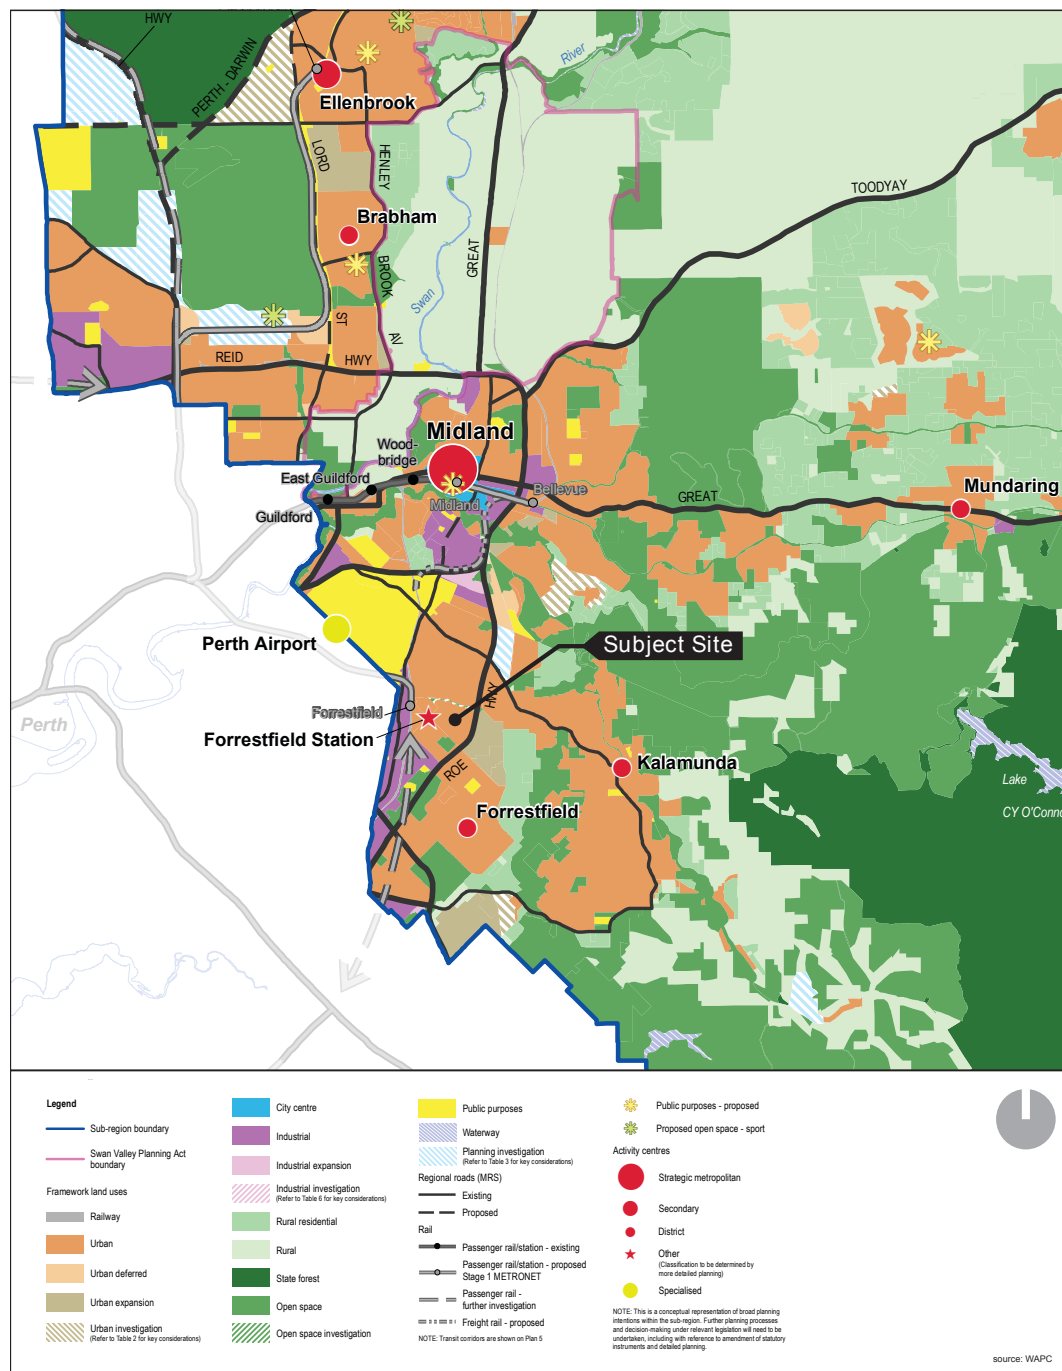 HWY
PERTH - DARWIN
River
Ellenbrook
LORD
HENLEY
TOODYAY
Brabham
GREAT
BROOK
Swan
ST
AV
REID
HWY
Midland
Wood-
bridge
East Guildford
Bellevue
Mundaring
GREAT
Midland
Guildford
Perth Airport
Subject Site
HWY
Forrestfield
Perth
Forrestfield Station
Kalamunda
ROE
Lake
CY O'Conno
Forrestfield
Legend
Sub-region boundary
Swan Valley Planning Act
boundary
Framework land uses
Railway
Urban
Urban deferred
Urban expansion
Urban investigation
(Refer to Table 2 for key considerations)
City centre
Industrial
Industrial expansion
Industrial investigation
(Refer to Table 6 for key considerations)
Rural residential
Rural
State forest
Open space
Open space investigation
Public purposes
Waterway
Planning investigation
(Refer to Table 3 for key considerations)
Regional roads (MRS)
Existing
Proposed
Rail
Passenger rail/station - existing
Passenger rail/station - proposed
Stage 1 METRONET
Passenger rail -
further investigation
Freight rail - proposed
NOTE: Transit corridors are shown on Plan 5
Public purposes - proposed
Proposed open space - sport
Activity centres
Strategic metropolitan
Secondary
District
Other
(Classification to be determined by
more detailed planning)
Specialised
NOTE: This is a conceptual representation of broad planning
intentions within the sub-region. Further planning processes
and decision-making under relevant legislation will need to be
undertaken, including with reference to amendment of statutory
instruments and detailed planning.
source: WAPC